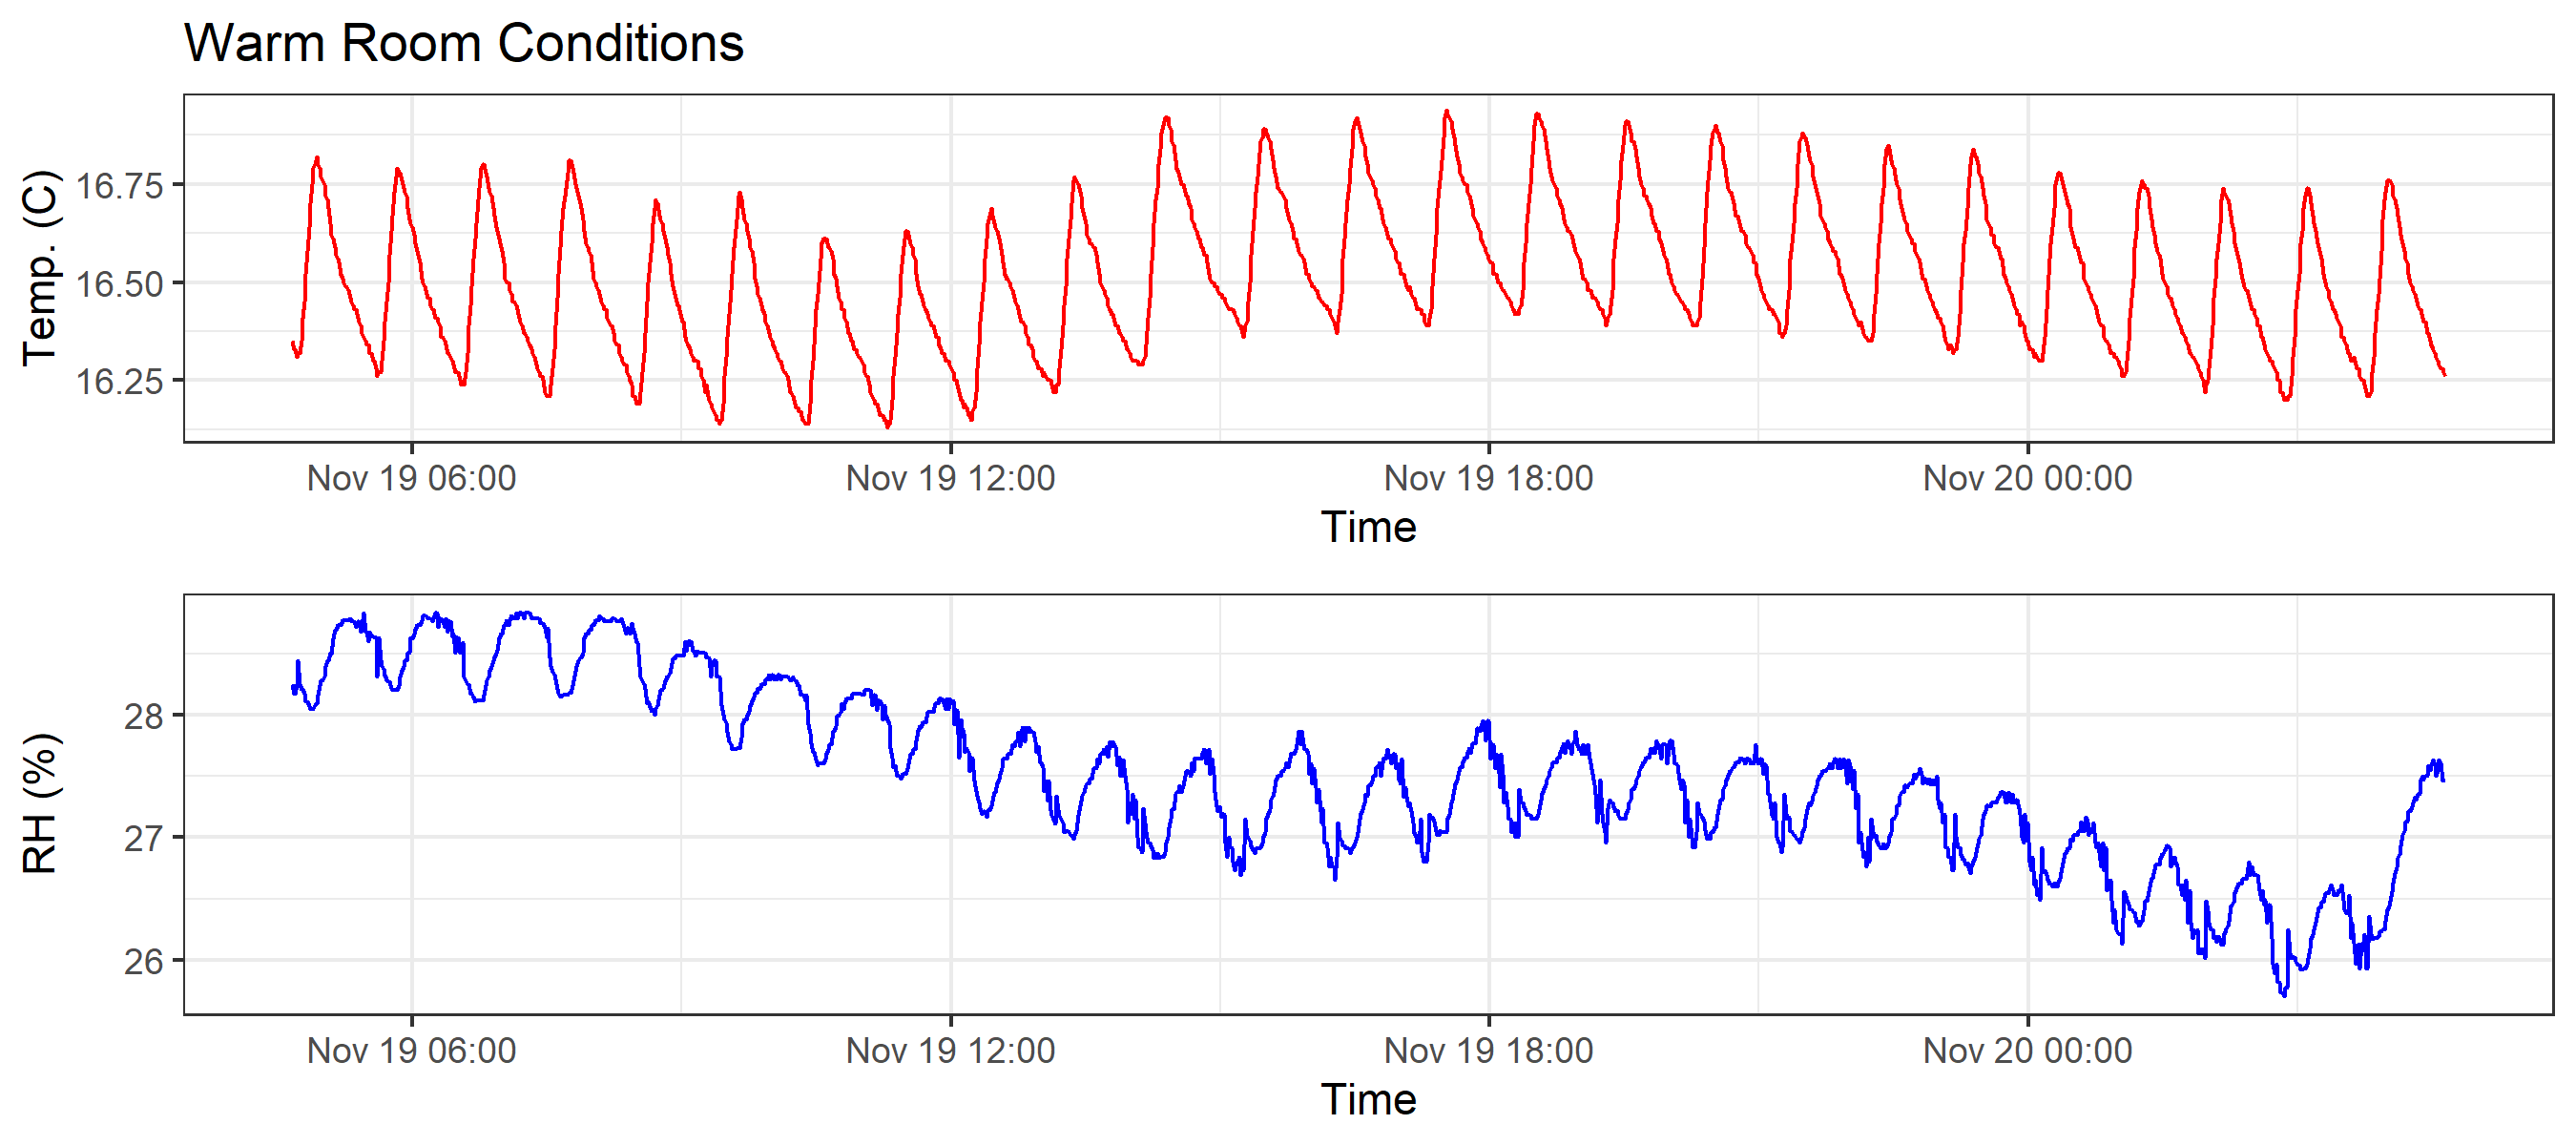 Warm Room Conditions
Temp. (C)
16.75
16.50
16.25
Nov 19 06:00 Nov 19 12:00 Nov 19 18:00 Nov 20 00:00
Time
RH (%)
28
27
26
Nov 19 06:00 Nov 19 12:00 Nov 19 18:00 Nov 20 00:00
Time